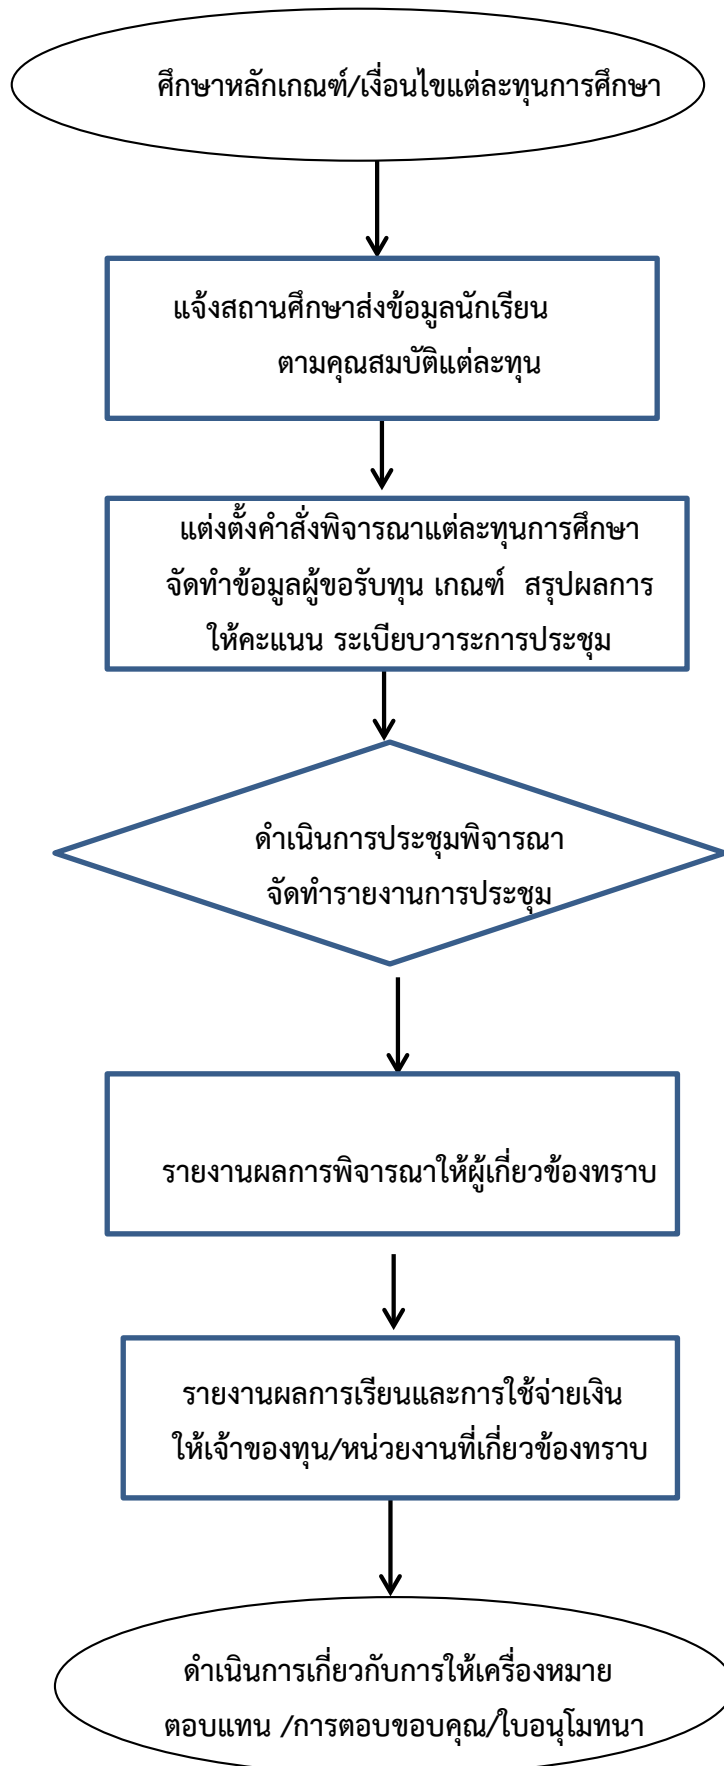 ศึกษาหลักเกณฑ์/เงื่อนไขแต่ละทุนการศึกษา
แจ้งสถานศึกษาส่งข้อมูลนักเรียน
ตามคุณสมบัติแต่ละทุน
แต่งตั้งคำสั่งพิจารณาแต่ละทุนการศึกษา
จัดทำข้อมูลผู้ขอรับทุน เกณฑ์ สรุปผลการ
ให้คะแนน ระเบียบวาระการประชุม
ดำเนินการประชุมพิจารณา
จัดทำรายงานการประชุม
รายงานผลการพิจารณาให้ผู้เกี่ยวข้องทราบ
รายงานผลการเรียนและการใช้จ่ายเงิน
ให้เจ้าของทุน/หน่วยงานที่เกี่ยวข้องทราบ
ดำเนินการเกี่ยวกับการให้เครื่องหมาย
ตอบแทน /การตอบขอบคุณ/ใบอนุโมทนา